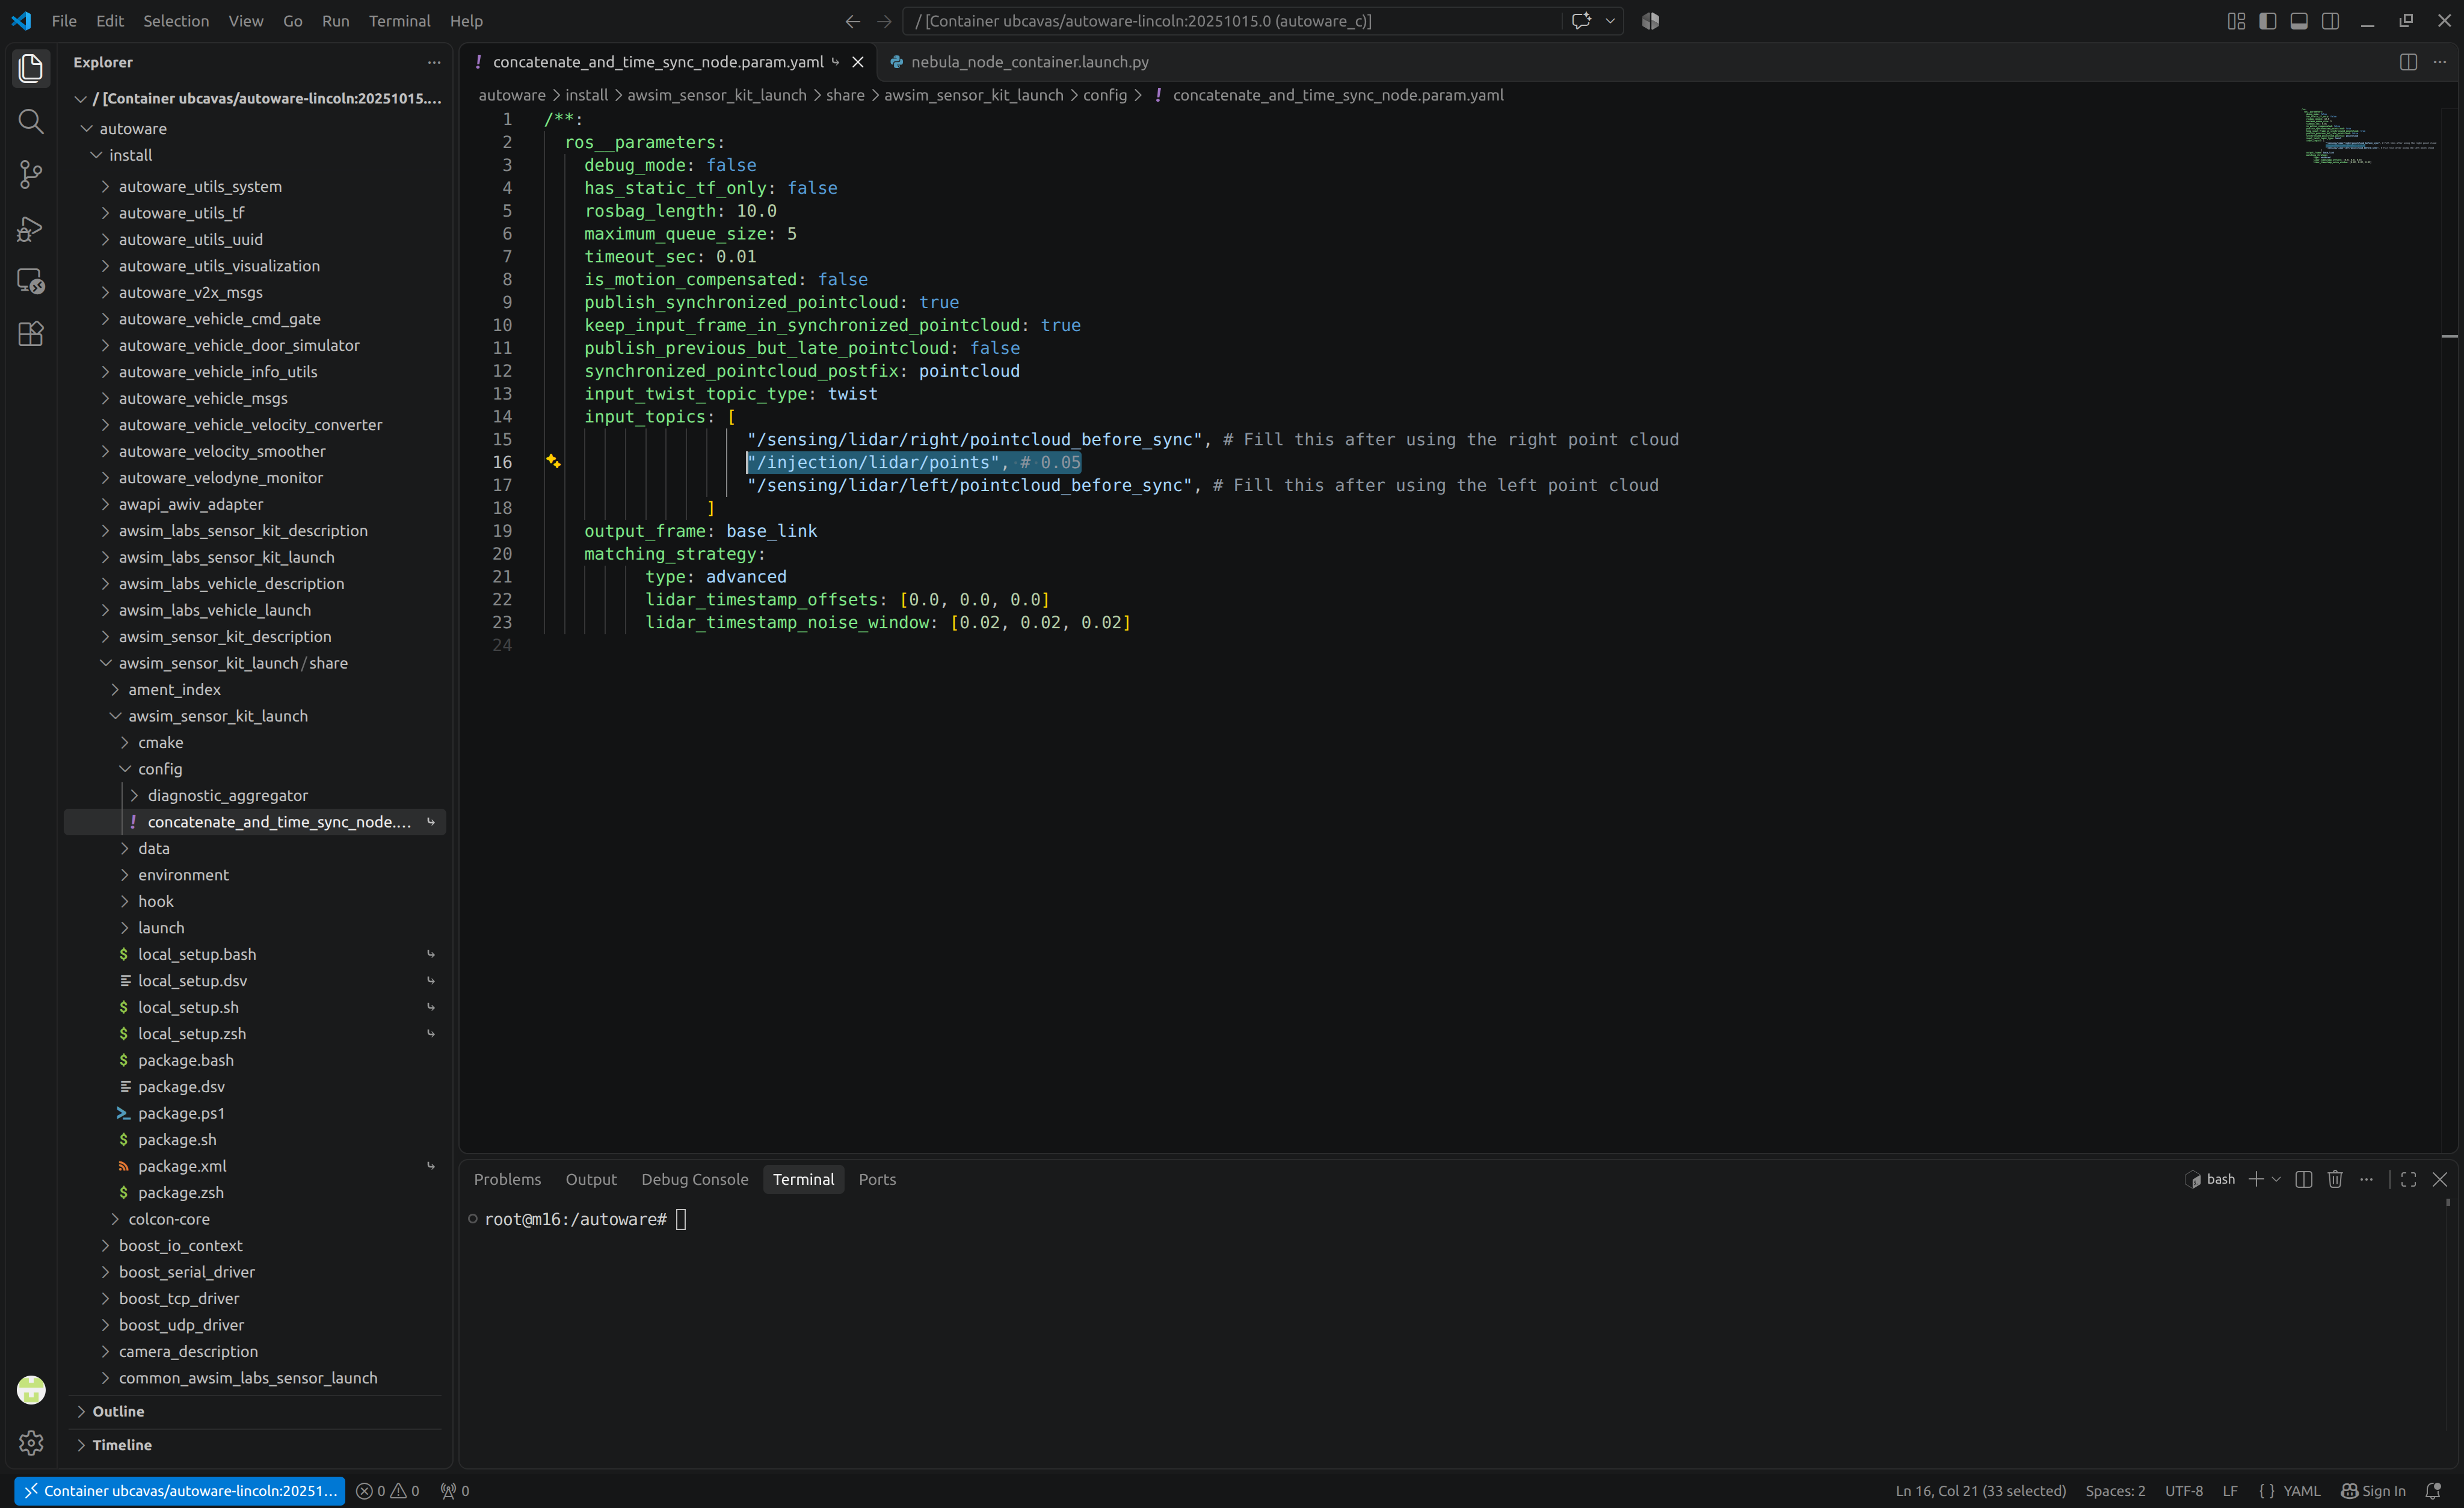 File Edit Selection View Go Run Terminal Help
/ [Container ubcavas/autoware-lincoln:20251015.0 (autoware_c)]
Explorer
/ [Container ubcavas/autoware-lincoln:20251015....
autoware
install
autoware_utils_system
autoware_utils_tf
autoware_utils_uuid
autoware_utils_visualization
autoware_v2x_msgs
autoware_vehicle_cmd_gate
autoware_vehicle_door_simulator
autoware_vehicle_info_utils
autoware_vehicle_msgs
autoware_vehicle_velocity_converter
autoware_velocity_smoother
autoware_velodyne_monitor
awapi_awiv_adapter
awsim_labs_sensor_kit_description
awsim_labs_sensor_kit_launch
awsim_labs_vehicle_description
awsim_labs_vehicle_launch
awsim_sensor_kit_description
awsim_sensor_kit_launch/share
ament_index
awsim_sensor_kit_launch
cmake
config
diagnostic_aggregator
! concatenate_and_time_sync_node....
data
environment
hook
launch
$ local_setup.bash
local_setup.dsv
$ local_setup.sh
$ local_setup.zsh
$ package.bash
package.dsv
package.ps1
$ package.sh
package.xml
$ package.zsh
colcon-core
boost_io_context
boost_serial_driver
boost_tcp_driver
boost_udp_driver
camera_description
common_awsim_labs_sensor_launch
Outline
Timeline
! concatenate_and_time_sync_node.param.yaml
nebula_node_container.launch.py
autoware > install > awsim_sensor_kit_launch > share > awsim_sensor_kit_launch > config > ! concatenate_and_time_sync_node.param.yaml
1 /**:
2 ros__parameters:
3 debug_mode: false
4 has_static_tf_only: false
5 rosbag_length: 10.0
6 maximum_queue_size: 5
7 timeout_sec: 0.01
8 is_motion_compensated: false
9 publish_synchronized_pointcloud: true
10 keep_input_frame_in_synchronized_pointcloud: true
11 publish_previous_but_late_pointcloud: false
12 synchronized_pointcloud_postfix: pointcloud
13 input_twist_topic_type: twist
14 input_topics: [
15 "/sensing/lidar/right/pointcloud_before_sync", # Fill this after using the right point cloud
16 "/injection/lidar/points", # 0.05
17 "/sensing/lidar/left/pointcloud_before_sync", # Fill this after using the left point cloud
18 ]
19 output_frame: base_link
20 matching_strategy:
21 type: advanced
22 lidar_timestamp_offsets: [0.0, 0.0, 0.0]
23 lidar_timestamp_noise_window: [0.02, 0.02, 0.02]
24
Problems Output Debug Console Terminal Ports
bash
root@m16:/autoware#
Container ubcavas/autoware-lincoln:20251... 0 0 0
Ln 16, Col 21 (33 selected) Spaces: 2 UTF-8 LF { } YAML Sign In